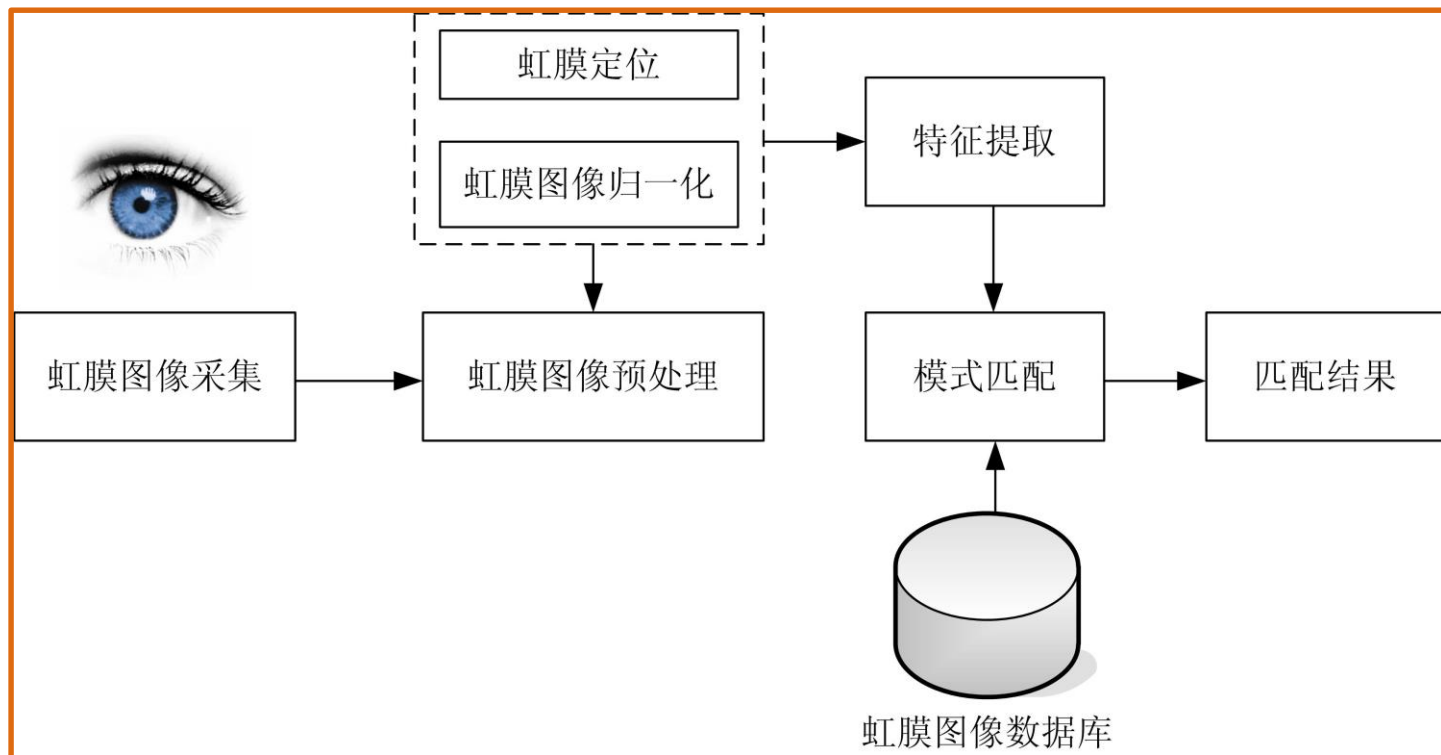 虹膜定位
虹膜图像归一化
特征提取
虹膜图像采集
虹膜图像预处理
模式匹配
匹配结果
虹膜图像数据库